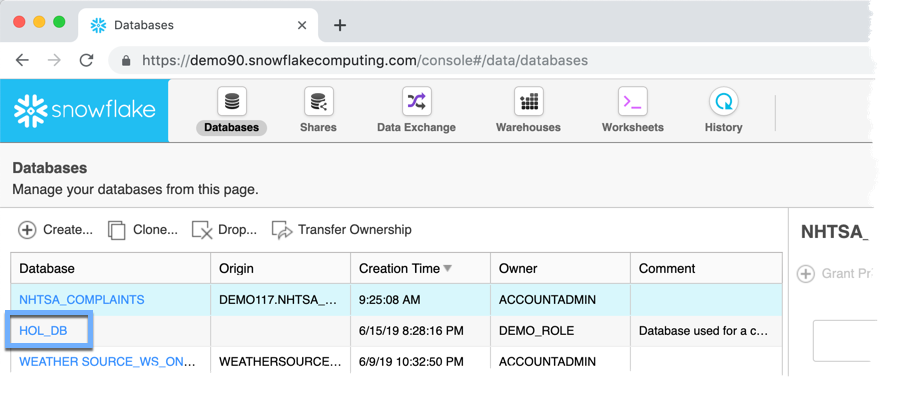 Databases
https://demo90.snowflakecomputing.com/console#/data/databases
snowflake
Databases Shares Data Exchange Warehouses Worksheets History
Databases
Manage your databases from this page.
Create... Clone... Drop... Transfer Ownership
NHTSA_
Database Origin Creation Time Owner Comment
Grant Pr
NHTSA_COMPLAINTS DEMO117.NHTSA_... 9:25:08 AM ACCOUNTADMIN
HOL_DB 6/15/19 8:28:16 PM DEMO_ROLE Database used for a c...
WEATHER SOURCE_WS_ON... WEATHERSOURCE... 6/9/19 10:32:50 PM ACCOUNTADMIN